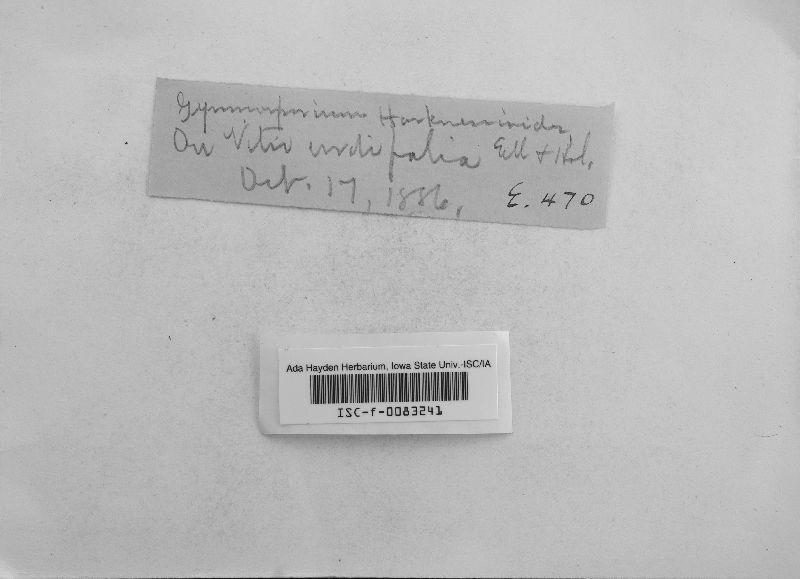 Gymnosporium Harknessioides,
On Vitis cordifolia Ell & Hol.
Oct. 17, 1886, E. 470
Ada Hayden Herbarium, Iowa State Univ.-ISC/IA
ISC-f-0083241